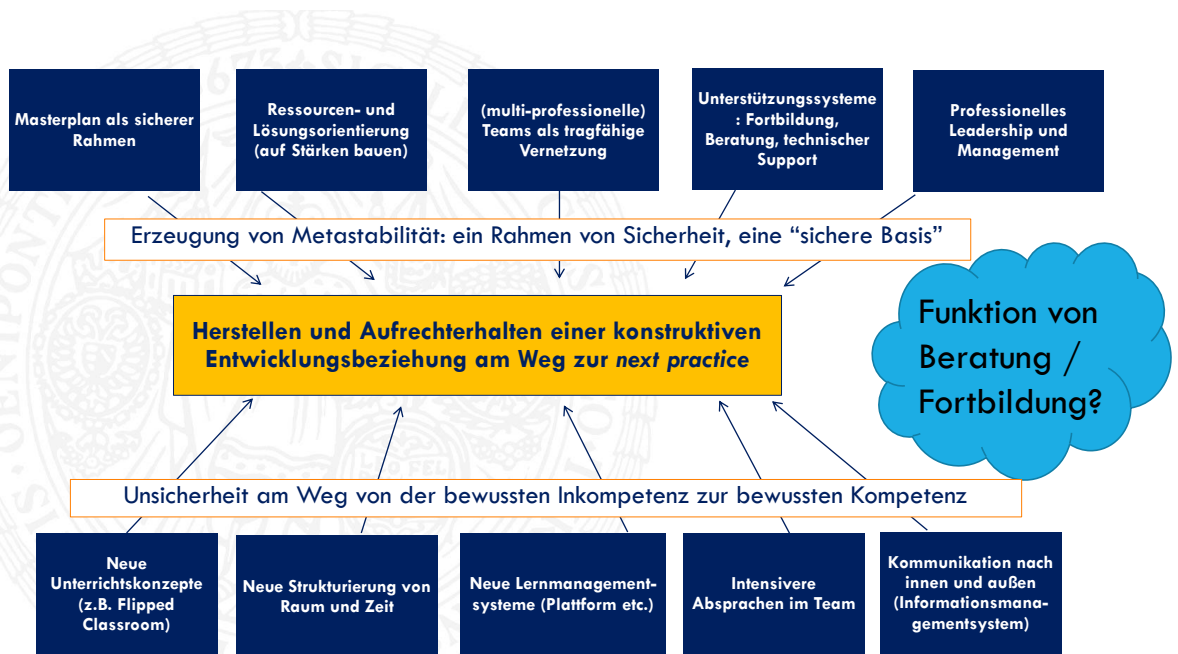 Masterplan als sicherer
Rahmen
Ressourcen- und
Lösungsorientierung
(auf Stärken bauen)
(multi-professionelle)
Teams als tragfähige
Vernetzung
Unterstützungssysteme
: Fortbildung,
Beratung, technischer
Support
Professionelles
Leadership und
Management
Erzeugung von Metastabilität: ein Rahmen von Sicherheit, eine “sichere Basis”
Herstellen und Aufrechterhalten einer konstruktiven
Entwicklungsbeziehung am Weg zur next practice
Funktion von
Beratung /
Fortbildung?
Unsicherheit am Weg von der bewussten Inkompetenz zur bewussten Kompetenz
Neue
Unterrichtskonzepte
(z.B. Flipped
Classroom)
Neue Strukturierung von
Raum und Zeit
Neue Lernmanagement-
systeme (Plattform etc.)
Intensivere
Absprachen im Team
Kommunikation nach
innen und außen
(Informationsmana-
gementsystem)